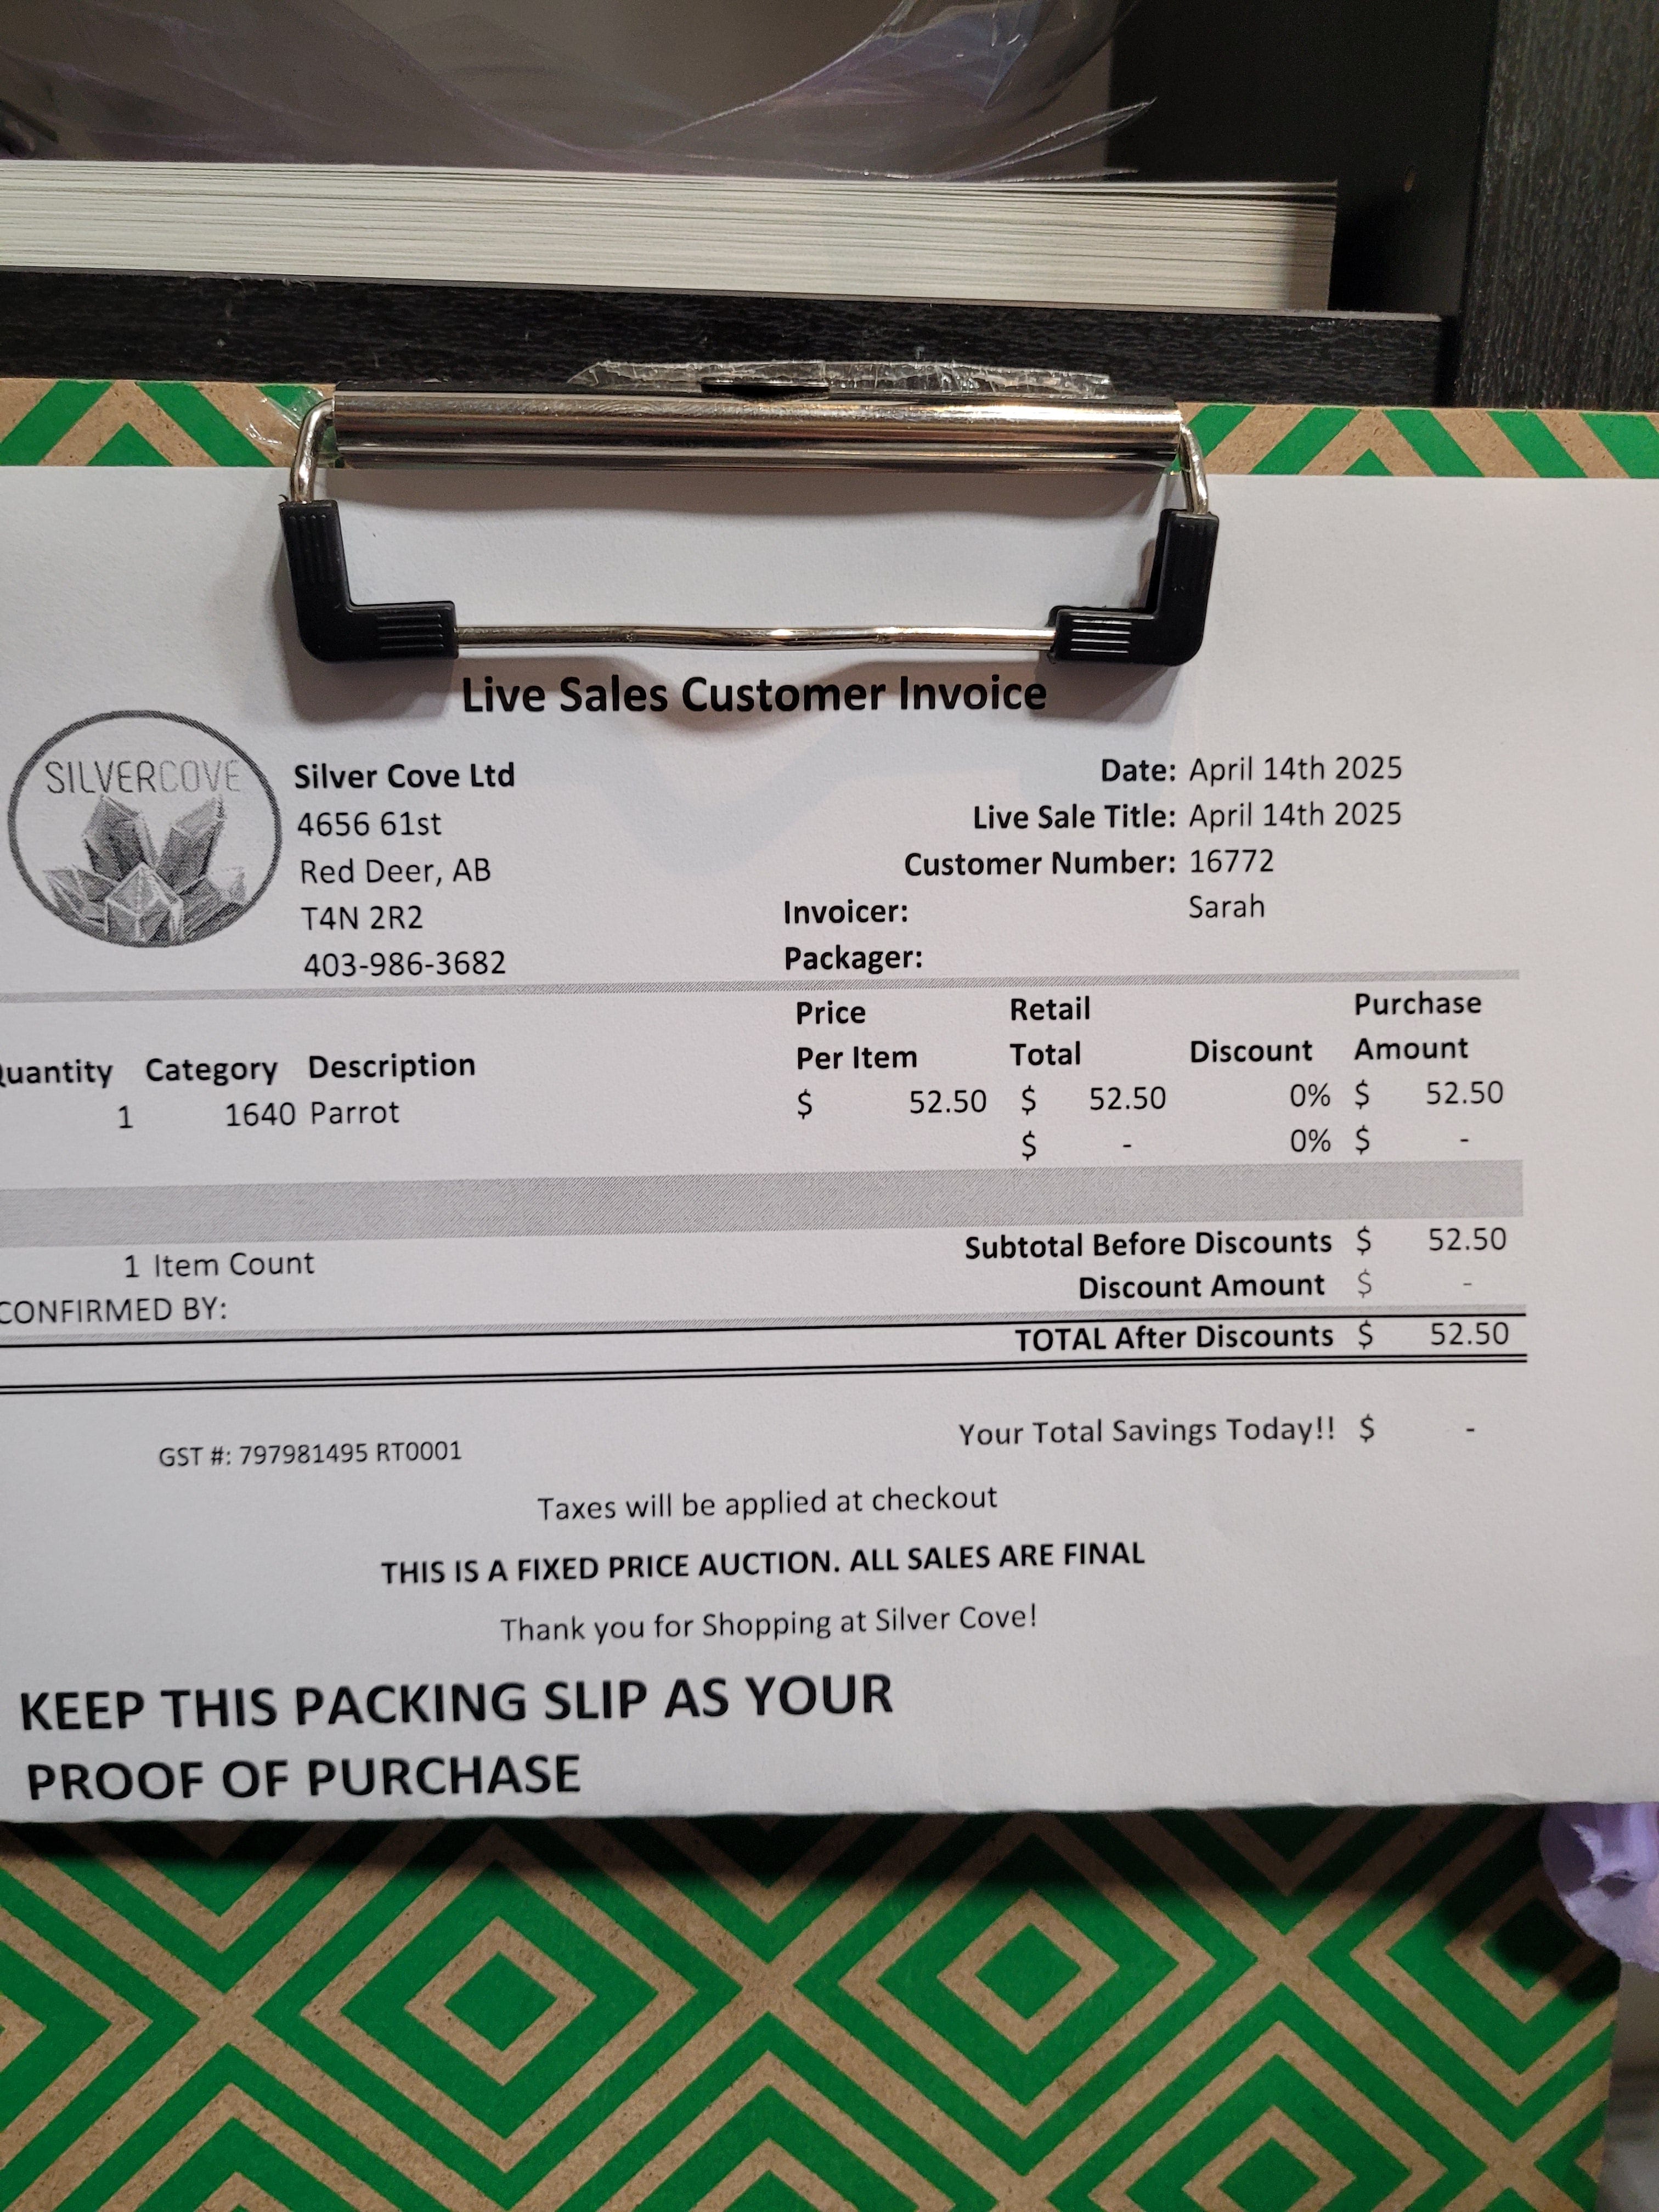 Live Sales Customer Invoice
SILVERCOVE
Silver Cove Ltd
4656 61st
Red Deer, AB
T4N 2R2
403-986-3682
Date: April 14th 2025
Live Sale Title: April 14th 2025
Customer Number: 16772
Invoicer: Sarah
Packager:
Quantity Category Description Price Per Item Retail Total Discount Purchase Amount
1 1640 Parrot $ 52.50 $ 52.50 0% $ 52.50
$ - 0% $ -
1 Item Count
Subtotal Before Discounts $ 52.50
Discount Amount $ -
CONFIRMED BY:
TOTAL After Discounts $ 52.50
Your Total Savings Today!! $ -
GST #: 797981495 RT0001
Taxes will be applied at checkout
THIS IS A FIXED PRICE AUCTION. ALL SALES ARE FINAL
Thank you for Shopping at Silver Cove!
KEEP THIS PACKING SLIP AS YOUR
PROOF OF PURCHASE